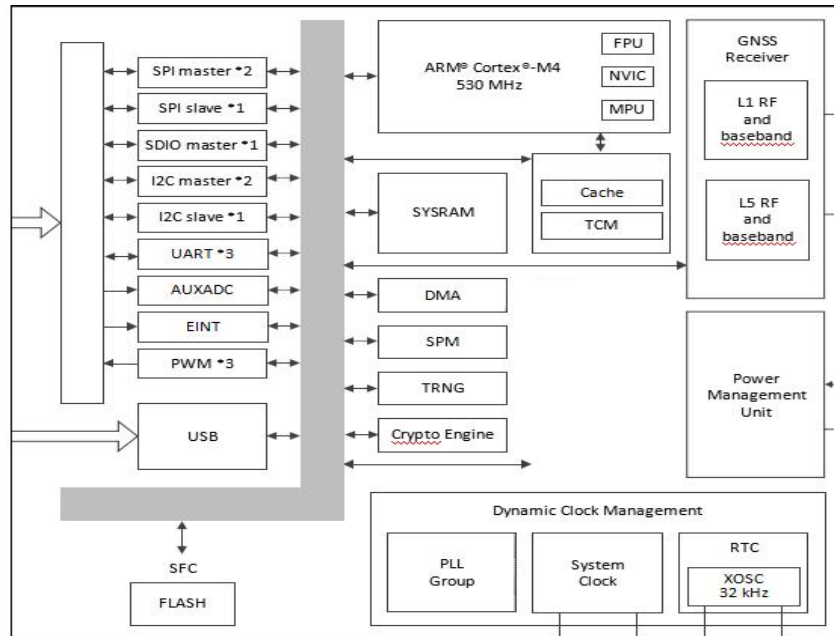 SPI master *2
SPI slave *1
SDIO master *1
I2C master *2
I2C slave *1
UART *3
AUXADC
EINT
PWM *3
USB
SFC
FLASH
ARM® Cortex®-M4
530 MHz
FPU
NVIC
MPU
Cache
TCM
SYSRAM
DMA
SPM
TRNG
Crypto Engine
GNSS
Receiver
L1 RF
and
baseband
L5 RF
and
baseband
Power
Management
Unit
Dynamic Clock Management
PLL
Group
System
Clock
RTC
XOSC
32 kHz